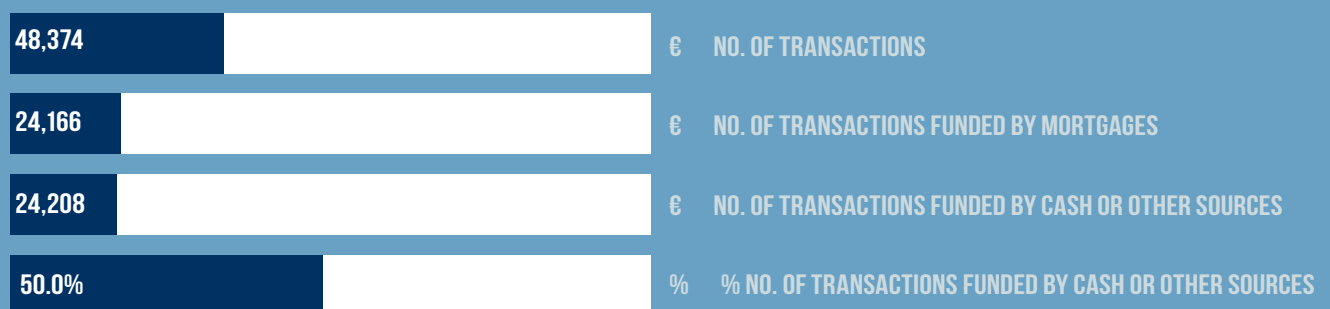 48,374 € NO. OF TRANSACTIONS
24,166 € NO. OF TRANSACTIONS FUNDED BY MORTGAGES
24,208 € NO. OF TRANSACTIONS FUNDED BY CASH OR OTHER SOURCES
50.0% % % NO. OF TRANSACTIONS FUNDED BY CASH OR OTHER SOURCES